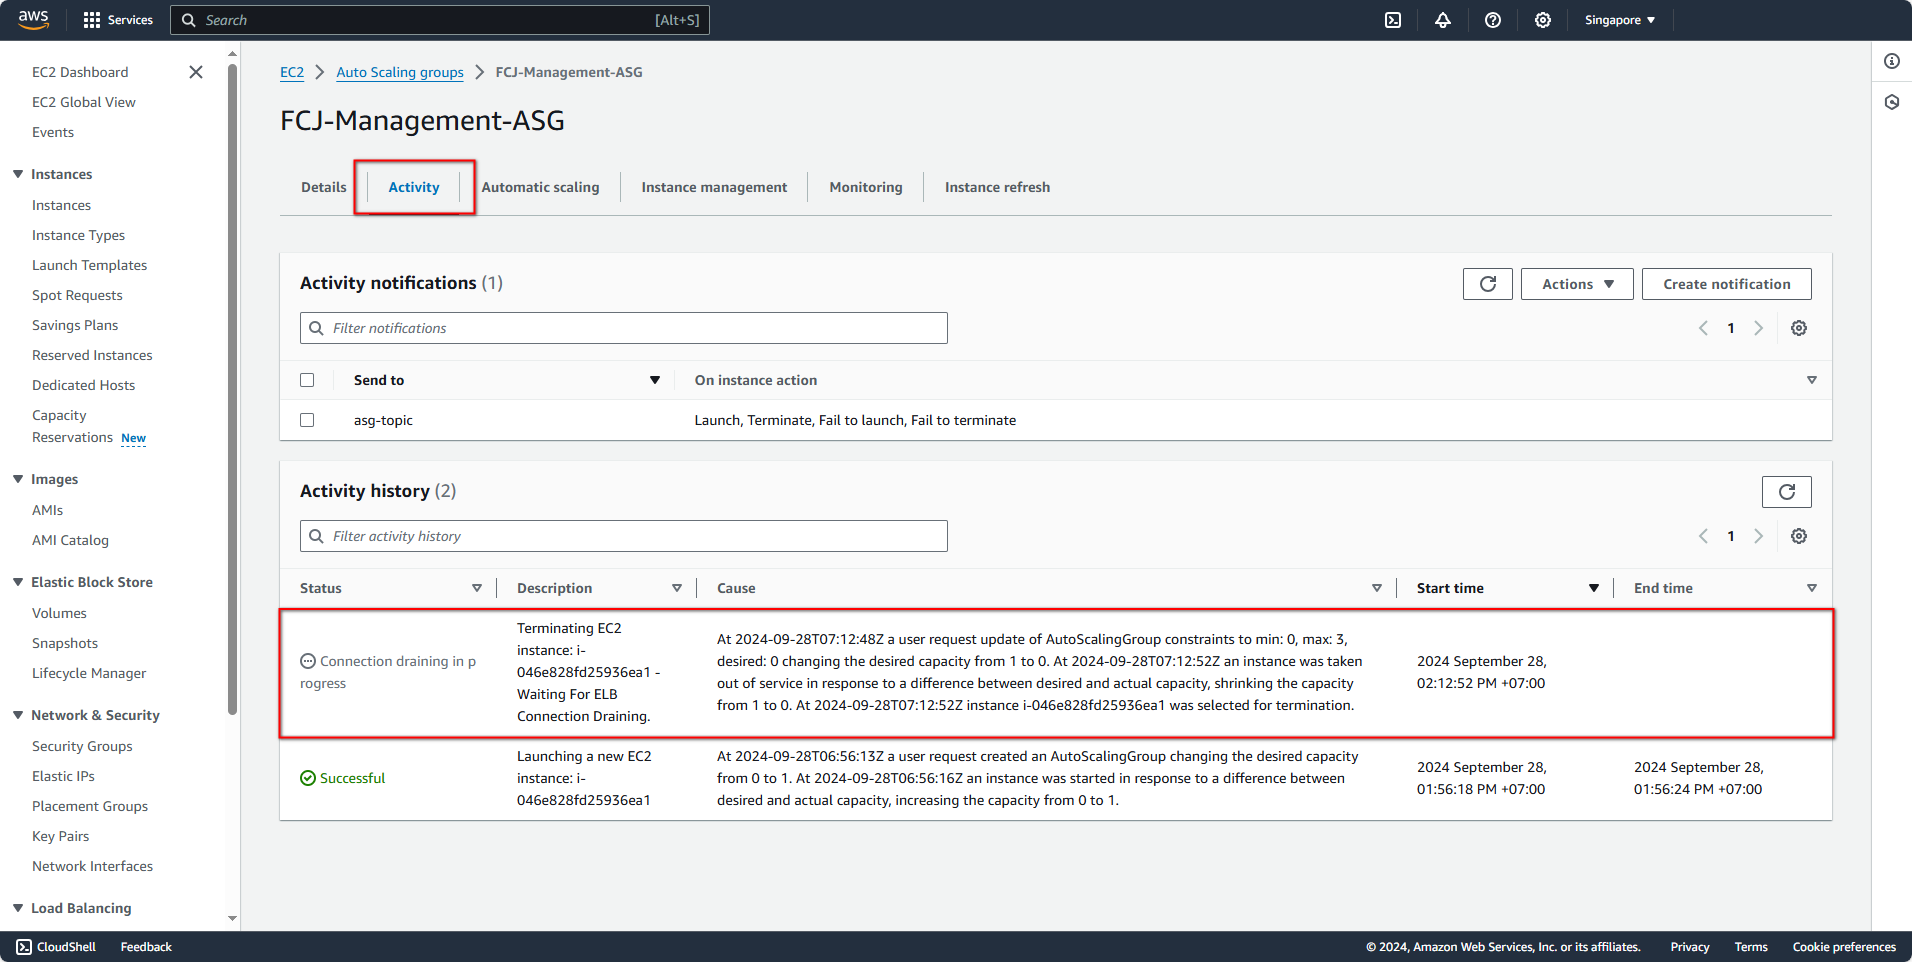 aws
Services
Search
[Alt+S]
Singapore
EC2 Dashboard
EC2 Global View
Events
Instances
Instances
Instance Types
Launch Templates
Spot Requests
Savings Plans
Reserved Instances
Dedicated Hosts
Capacity
Reservations New
Images
AMIs
AMI Catalog
Elastic Block Store
Volumes
Snapshots
Lifecycle Manager
Network & Security
Security Groups
Elastic IPs
Placement Groups
Key Pairs
Network Interfaces
Load Balancing
EC2 Auto Scaling groups FCJ-Management-ASG
FCJ-Management-ASG
Details
Activity
Automatic scaling
Instance management
Monitoring
Instance refresh
Activity notifications (1)
Actions
Create notification
Filter notifications
1
Send to
On instance action
asg-topic
Launch, Terminate, Fail to launch, Fail to terminate
Activity history (2)
Filter activity history
1
Status
Description
Cause
Start time
End time
Connection draining in p
rogress
Terminating EC2
instance: i-
046e828fd25936ea1 -
Waiting For ELB
Connection Draining.
At 2024-09-28T07:12:48Z a user request update of AutoScalingGroup constraints to min: 0, max: 3,
desired: 0 changing the desired capacity from 1 to 0. At 2024-09-28T07:12:52Z an instance was taken
out of service in response to a difference between desired and actual capacity, shrinking the capacity
from 1 to 0. At 2024-09-28T07:12:52Z instance i-046e828fd25936ea1 was selected for termination.
2024 September 28,
02:12:52 PM +07:00
Successful
Launching a new EC2
instance: i-
046e828fd25936ea1
At 2024-09-28T06:56:13Z a user request created an AutoScalingGroup changing the desired capacity
from 0 to 1. At 2024-09-28T06:56:16Z an instance was started in response to a difference between
desired and actual capacity, increasing the capacity from 0 to 1.
2024 September 28,
01:56:18 PM +07:00
2024 September 28,
01:56:24 PM +07:00
CloudShell
Feedback
© 2024, Amazon Web Services, Inc. or its affiliates.
Privacy
Terms
Cookie preferences